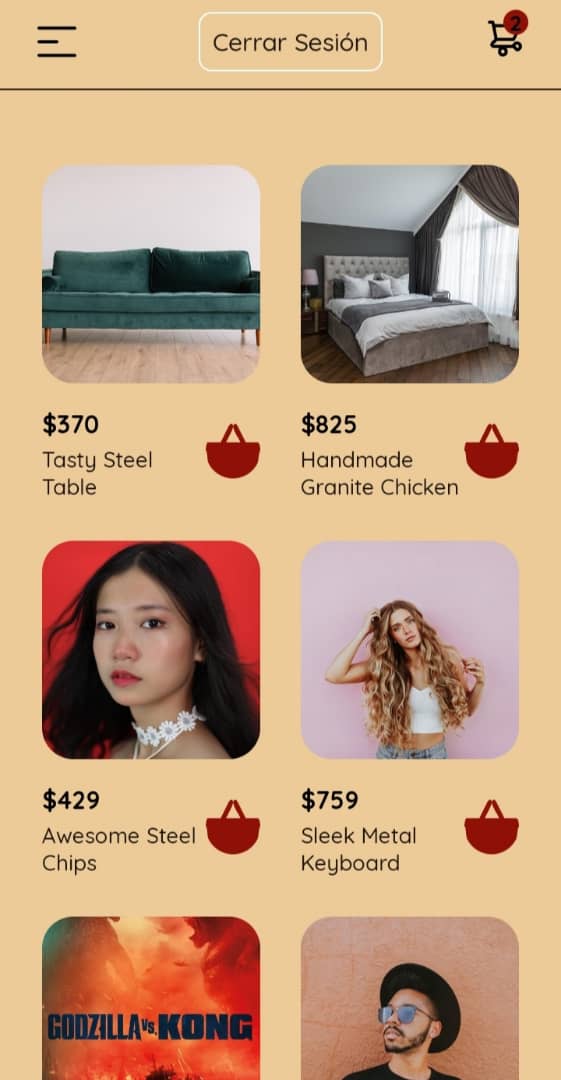 Cerrar Sesión
2
$370
Tasty Steel
Table
$825
Handmade
Granite Chicken
$429
Awesome Steel
Chips
$759
Sleek Metal
Keyboard
GODZILLA VS. KONG